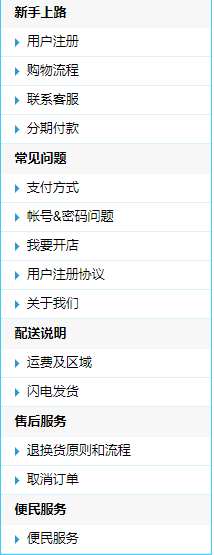 新手上路
用户注册
购物流程
联系客服
分期付款
常见问题
支付方式
帐号&密码问题
我要开店
用户注册协议
关于我们
配送说明
运费及区域
闪电发货
售后服务
退换货原则和流程
取消订单
便民服务
便民服务